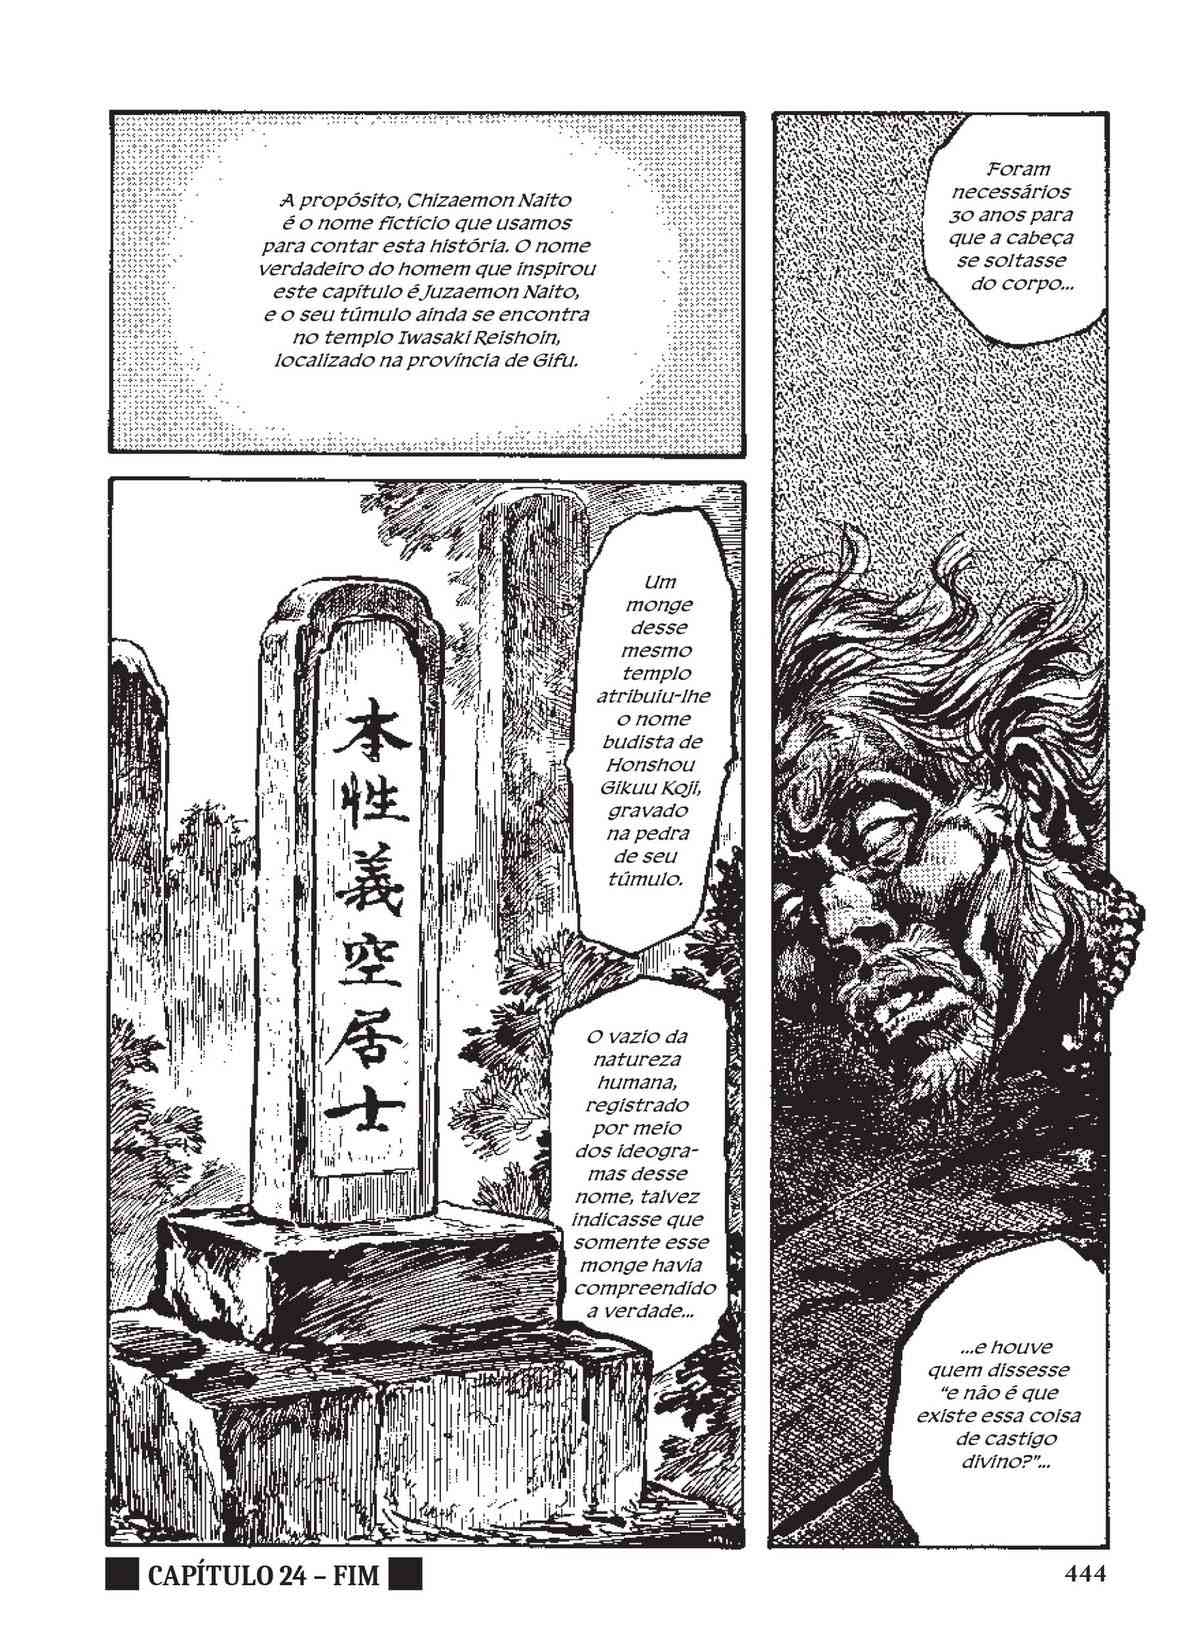 Foram
necessários
30 anos para
que a cabeça
se soltasse
do corpo...
...e houve
quem dissesse
"e não é que
existe essa coisa
de castigo
divino?"...
A propósito, Chizaemon Naito
é o nome fictício que usamos
para contar esta história. O nome
verdadeiro do homem que inspirou
este capítulo é Juzaemon Naito,
e o seu túmulo ainda se encontra
no templo Iwasaki Reishoin,
localizado na província de Gifu.
Um
monge
desse
mesmo
templo
atribuiu-lhe
o nome
budista de
Honshou
Gikuu Koji,
gravado
na pedra
de seu
túmulo.
O vazio da
natureza
humana,
registrado
por meio
dos ideogra-
mas desse
nome, talvez
indicasse que
somente esse
monge havia
compreendido
a verdade...
本性義空居士
CAPÍTULO 24 – FIM
444